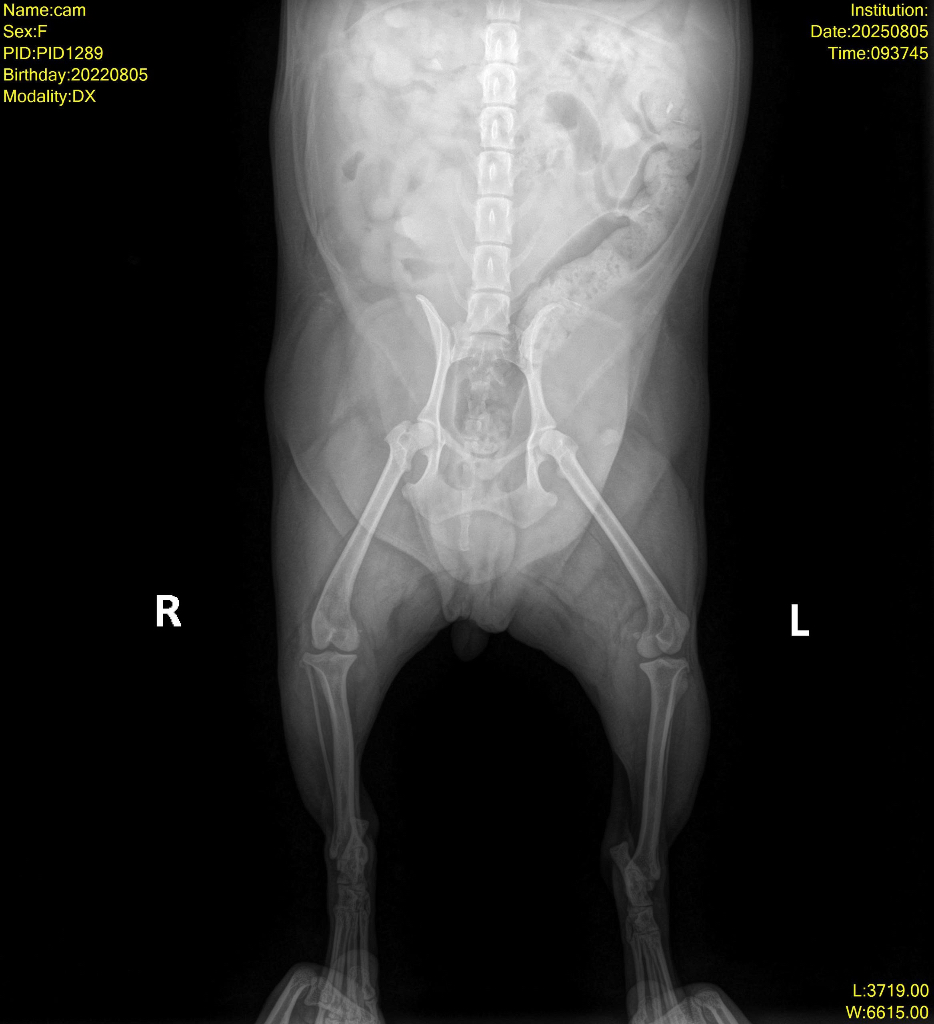 Name:cam
Sex:F
PID:PID1289
Birthday:20220805
Modality:DX
Institution:
Date:20250805
Time:093745
R
L
L:3719.00
W:6615.00